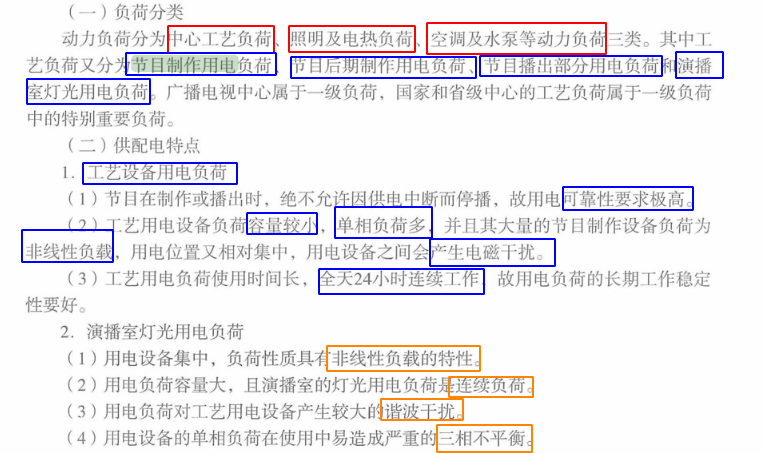 （一）负荷分类
动力负荷分为中心工艺负荷、照明及电热负荷、空调及水泵等动力负荷三类。其中工
艺负荷又分为节目制作用电负荷、节目后期制作用电负荷、节目播出部分用电负荷和演播
室灯光用电负荷。广播电视中心属于一级负荷，国家和省级中心的工艺负荷属于一级负荷
中的特别重要负荷。
（二）供配电特点
1. 工艺设备用电负荷
（1）节目在制作或播出时，绝不允许因供电中断而停播，故用电可靠性要求极高。
（2）工艺用电设备负荷容量较小，单相负荷多，并且其大量的节目制作设备负荷为
非线性负载，用电位置又相对集中，用电设备之间会产生电磁干扰。
（3）工艺用电负荷使用时间长，全天24小时连续工作，故用电负荷的长期工作稳定
性要好。
2. 演播室灯光用电负荷
（1）用电设备集中，负荷性质具有非线性负载的特性。
（2）用电负荷容量大，且演播室的灯光用电负荷是连续负荷。
（3）用电负荷对工艺用电设备产生较大的谐波干扰。
（4）用电设备的单相负荷在使用中易造成严重的三相不平衡。